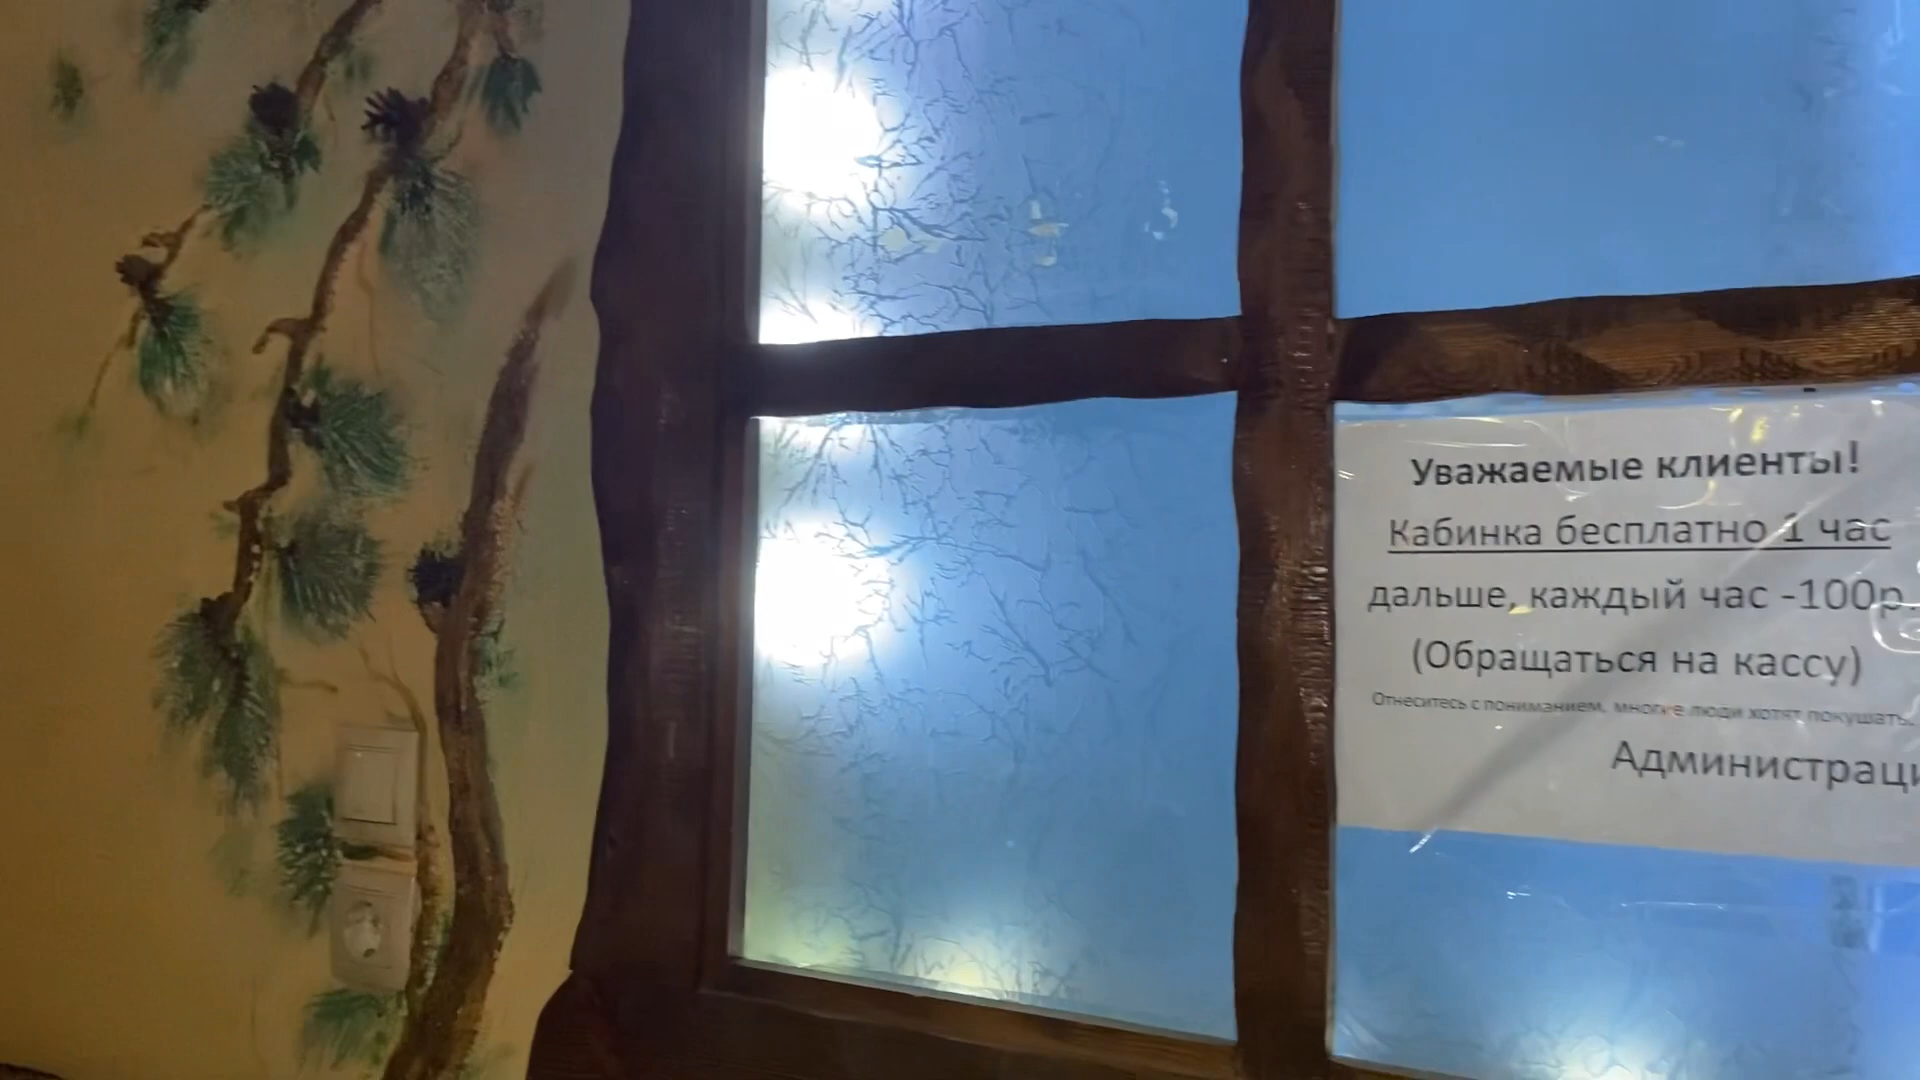 Уважаемые клиенты!
Кабинка бесплатно 1 час
дальше, каждый час -100р.
(Обращаться на кассу)
Отнеситесь с пониманием, многие люди хотят покушать.
Администраци